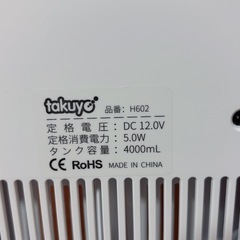 takuyo 品番：H602
定格電圧：DC 12.0V
定格消費電力：5.0W
タンク容量：4000mL
CE RoHS MADE IN CHINA